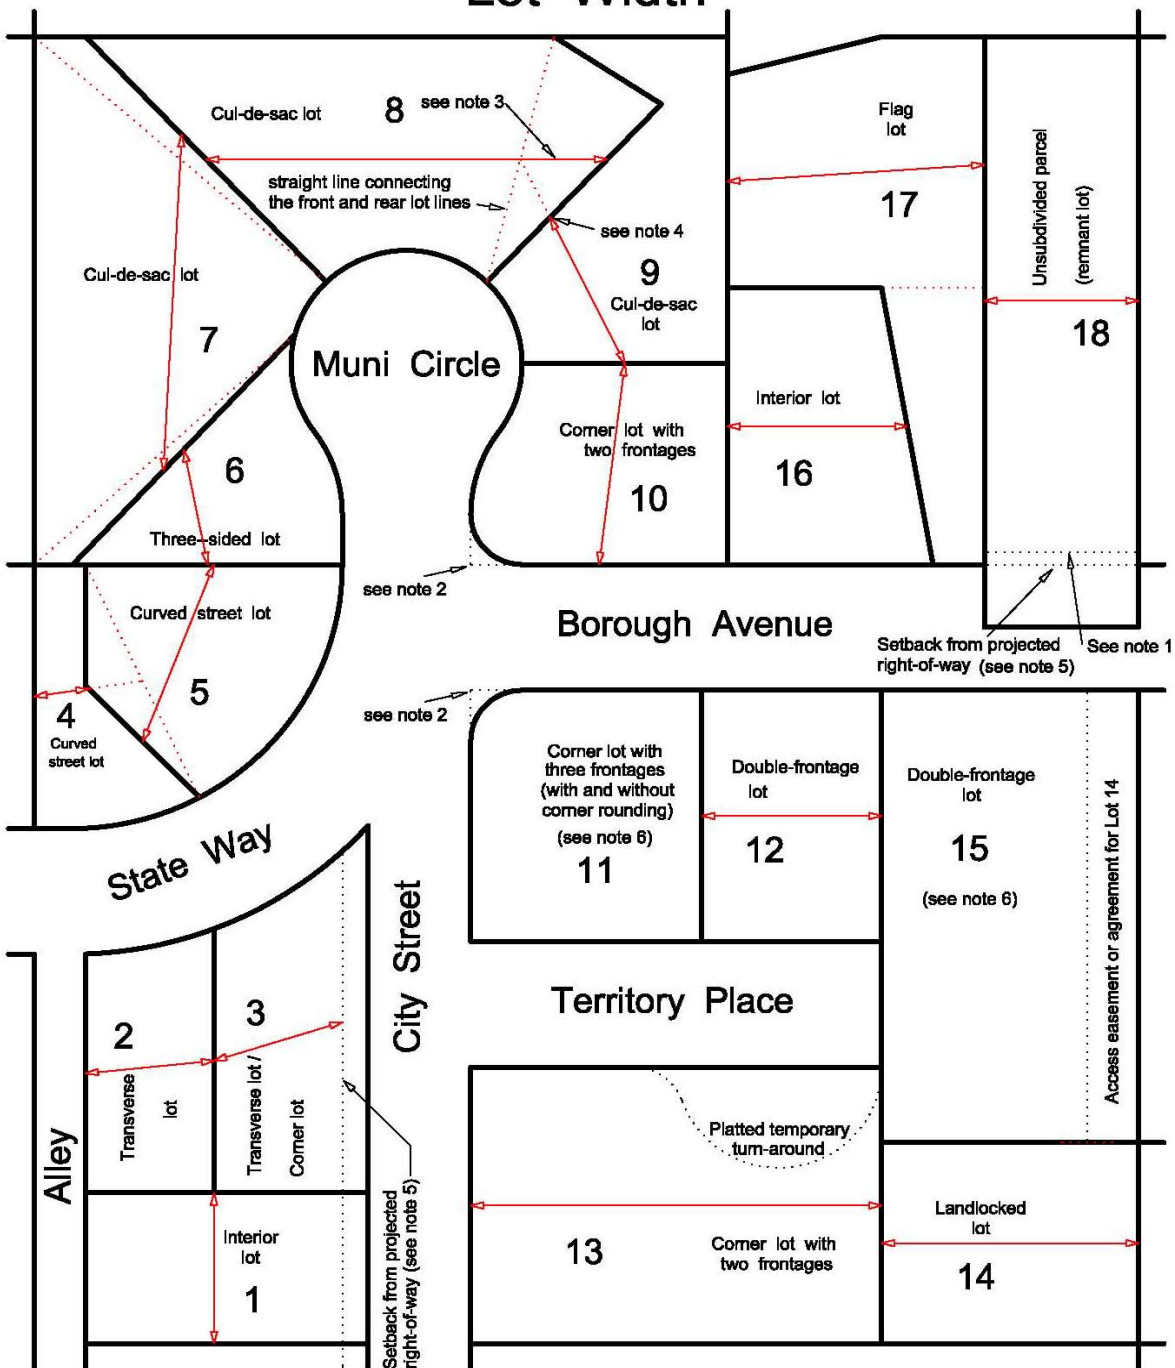 Lot Width
Cul-de-sac lot
8
see note 3
straight line connecting
the front and rear lot lines
see note 4
9
Cul-de-sac
lot
Cul-de-sac lot
7
Muni Circle
Flag
lot
17
Unsubdivided parcel
(remnant lot)
18
Interior lot
16
Corner lot with
two frontages
10
6
Three-sided lot
see note 2
Curved street lot
5
4
Curved
street lot
Borough Avenue
Setback from projected
right-of-way (see note 5)
See note 1
see note 2
Corner lot with
three frontages
(with and without
corner rounding)
(see note 6)
11
Double-frontage
lot
12
Double-frontage
lot
15
(see note 6)
Access easement or agreement for Lot 14
State Way
City Street
Territory Place
2
Transverse
lot
3
Transverse lot /
Corner lot
Alley
Interior
lot
1
Setback from projected
right-of-way (see note 5)
Platted temporary
turn-around
13
Corner lot with
two frontages
Landlocked
lot
14